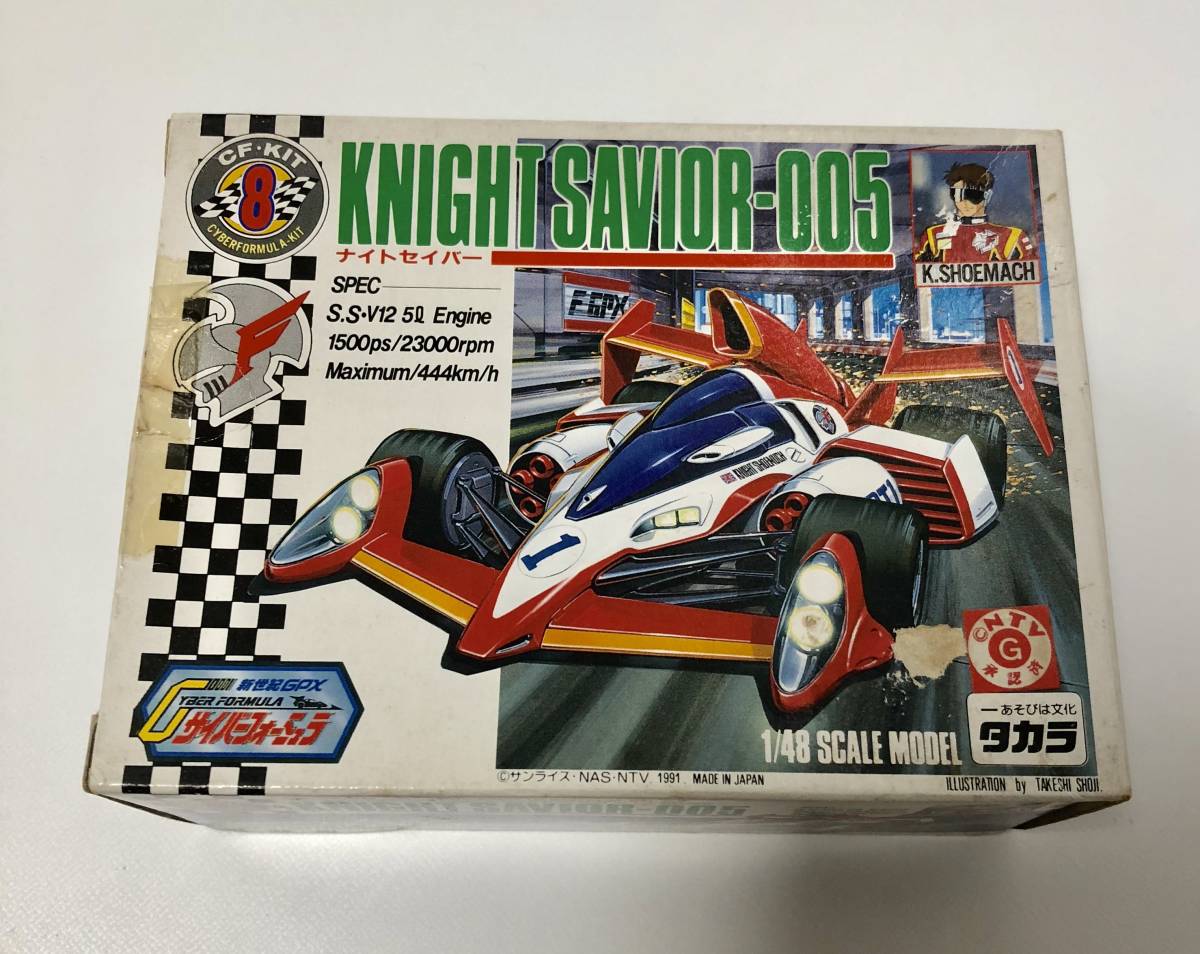 CF・KIT
8
CYBERFORMULA-KIT
KNIGHT SAVIOR-005
ナイトセイバー
K.SHOEMACH
SPEC
S.S・V12 5ℓ Engine
1500ps/23000rpm
Maximum/444km/h
F・GPX
KNIGHT SHOEMUCH
1
新世紀GPX
CYBER FORMULA
サイバーフォーミュラ
NTV
G
承認
1/48 SCALE MODEL
―あそびは文化
タカラ
©サンライズ・NAS・NTV. 1991. MADE IN JAPAN
ILLUSTRATION by TAKESHI SHOJI.
KNIGHT SAVIOR-005